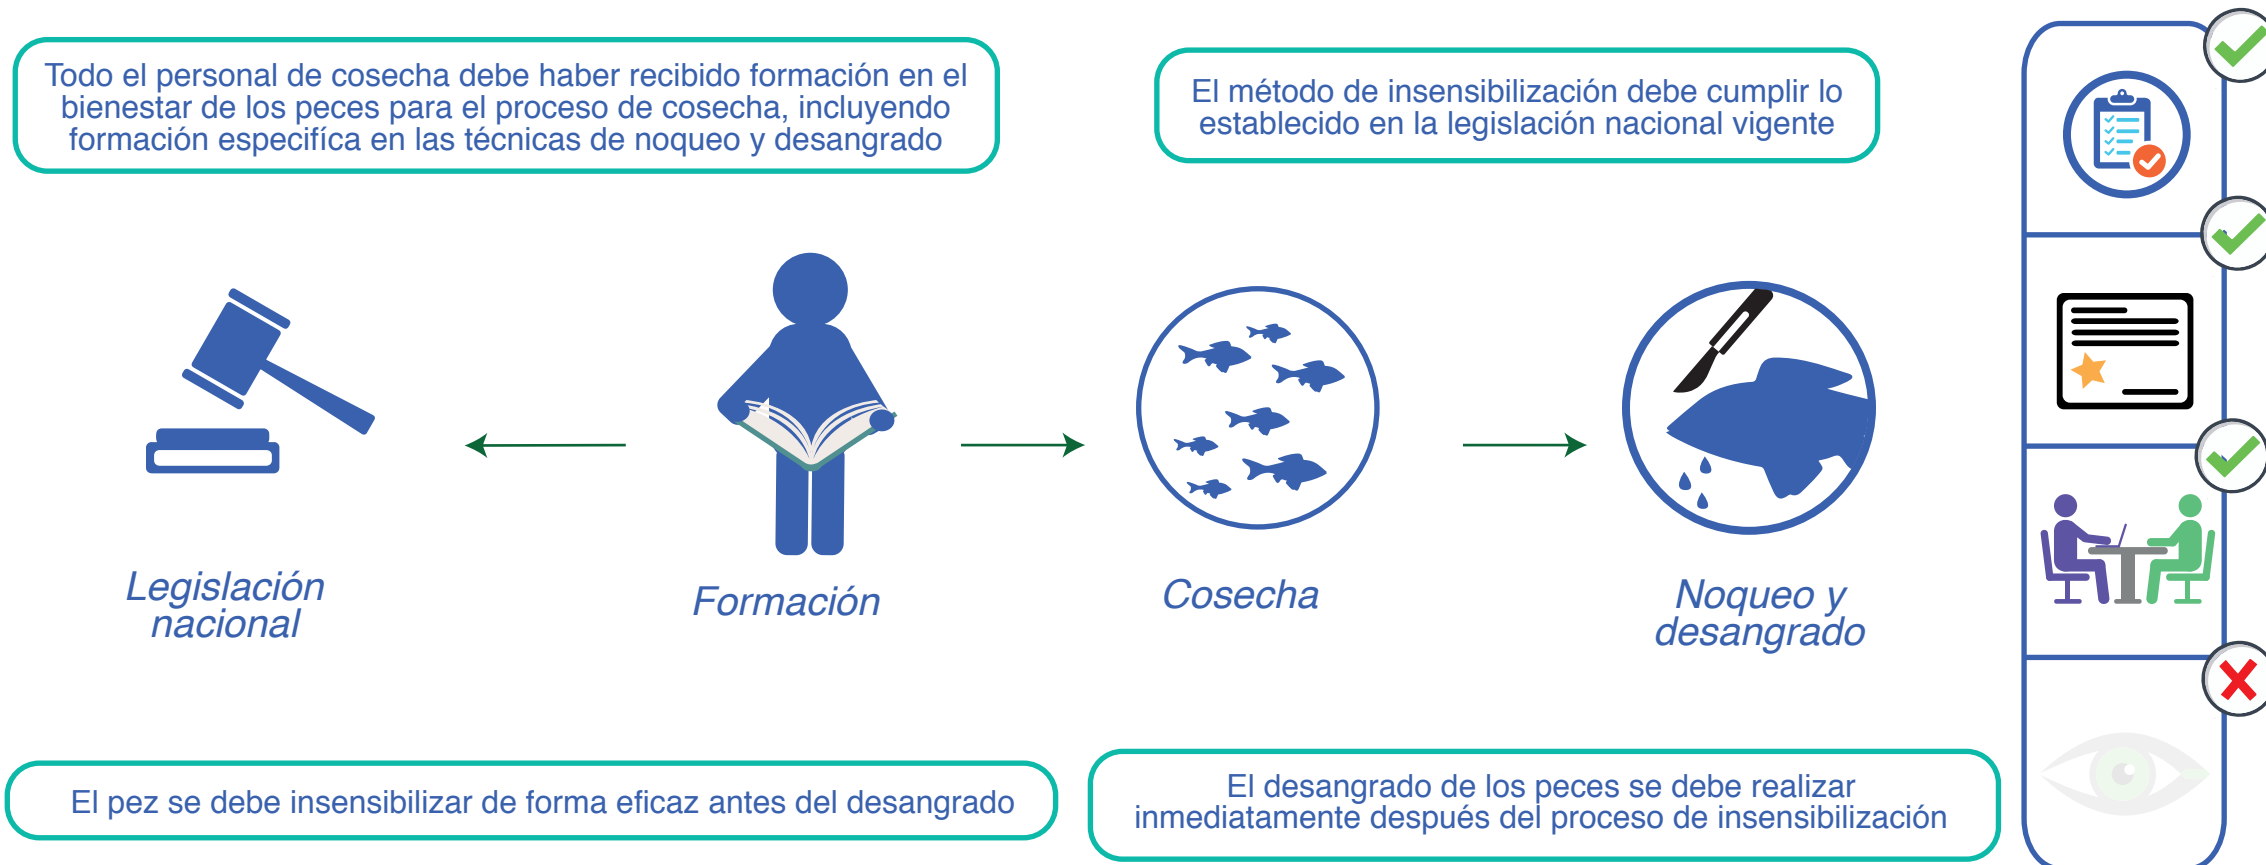 Todo el personal de cosecha debe haber recibido formación en el
bienestar de los peces para el proceso de cosecha, incluyendo
formación especifíca en las técnicas de noqueo y desangrado
El método de insensibilización debe cumplir lo
establecido en la legislación nacional vigente
Legislación
nacional
Formación
Cosecha
Noqueo y
desangrado
El pez se debe insensibilizar de forma eficaz antes del desangrado
El desangrado de los peces se debe realizar
inmediatamente después del proceso de insensibilización